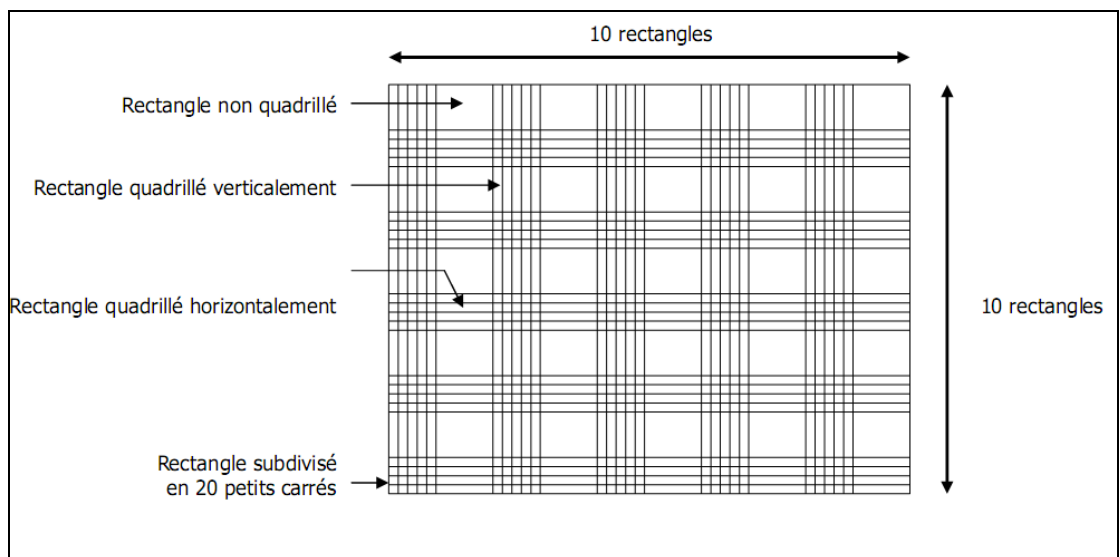 10 rectangles
Rectangle non quadrillé
Rectangle quadrillé verticalement
Rectangle quadrillé horizontalement
10 rectangles
Rectangle subdivisé
en 20 petits carrés